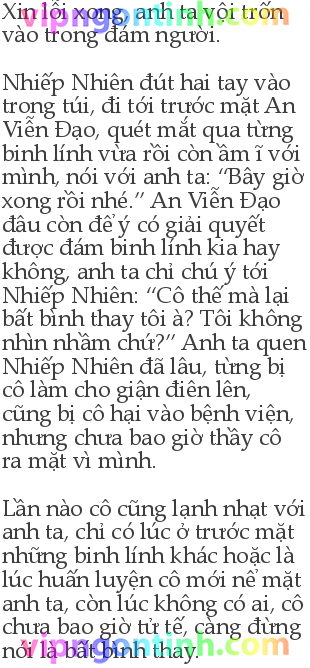 vipngontinh.com
Xin lỗi xong, anh ta vội trốn
vào trong đám người.
Nhiếp Nhiên đút hai tay vào
trong túi, đi tới trước mặt An
Viễn Đạo, quét mắt qua từng
binh lính vừa rồi còn ầm ĩ với
mình, nói với anh ta: “Bây giờ
xong rồi nhé.” An Viễn Đạo
đâu còn để ý có giải quyết
được đám binh lính kia hay
không, anh ta chỉ chú ý tới
Nhiếp Nhiên: “Cô thế mà lại
bất bình thay tôi à? Tôi không
nhìn nhầm chứ?” Anh ta quen
Nhiếp Nhiên đã lâu, từng bị
cô làm cho giận điên lên,
cũng bị cô hại vào bệnh viện,
nhưng chưa bao giờ thầy cô
ra mặt vì mình.
Lần nào cô cũng lạnh nhạt với
anh ta, chỉ có lúc ở trước mặt
những binh lính khác hoặc là
lúc huấn luyện cô mới nể mặt
anh ta, còn lúc không có ai, cô
chưa bao giờ tử tế, càng đừng
nói là bất bình thay.
vipngontinh.com